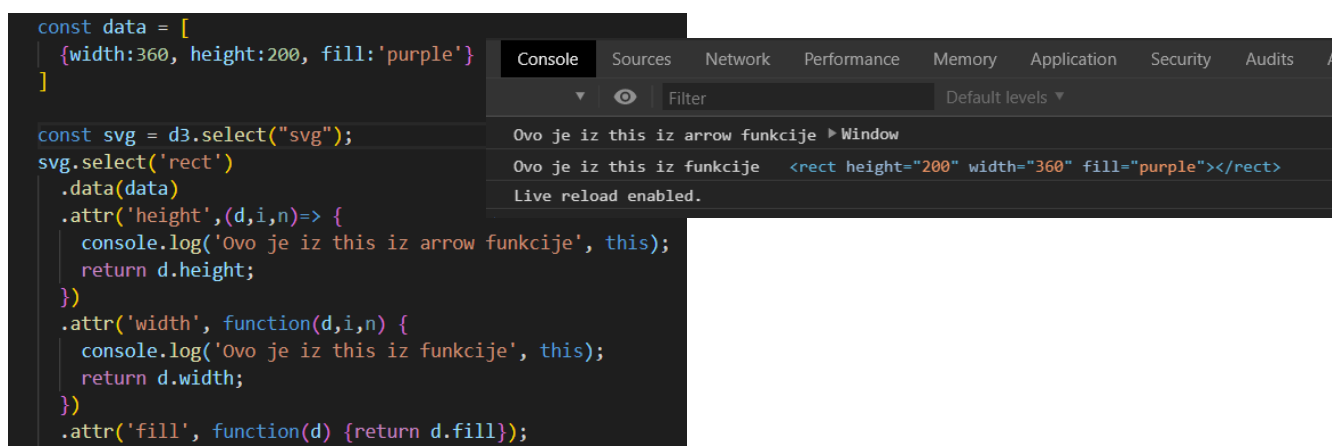 const data = [
  {width:360, height:200, fill:'purple'}
]
const svg = d3.select("svg");
svg.select('rect')
  .data(data)
  .attr('height',(d,i,n)=> {
    console.log('Ovo je iz this iz arrow funkcije', this);
    return d.height;
  })
  .attr('width', function(d,i,n) {
    console.log('Ovo je iz this iz funkcije', this);
    return d.width;
  })
  .attr('fill', function(d) {return d.fill});
Console Sources Network Performance Memory Application Security Audits
Filter Default levels ▼
Ovo je iz this iz arrow funkcije ▶Window
Ovo je iz this iz funkcije <rect height="200" width="360" fill="purple"></rect>
Live reload enabled.